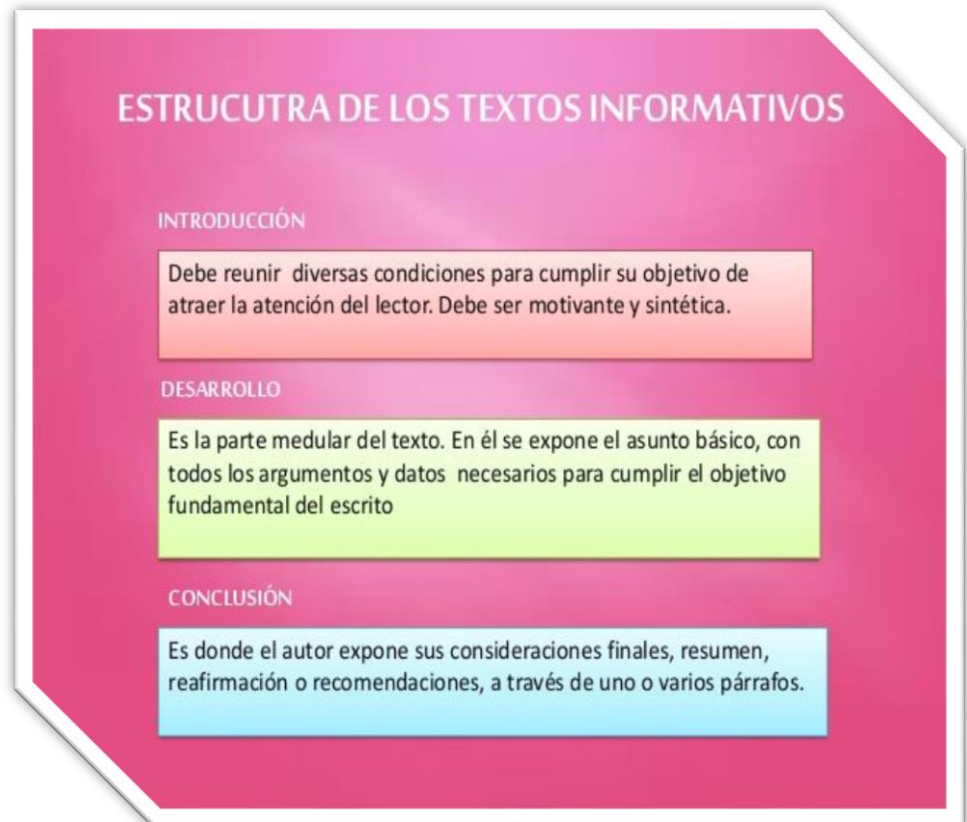 ESTRUCUTRA DE LOS TEXTOS INFORMATIVOS
INTRODUCCIÓN
Debe reunir diversas condiciones para cumplir su objetivo de
atraer la atención del lector. Debe ser motivante y sintética.
DESARROLLO
Es la parte medular del texto. En él se expone el asunto básico, con
todos los argumentos y datos necesarios para cumplir el objetivo
fundamental del escrito
CONCLUSIÓN
Es donde el autor expone sus consideraciones finales, resumen,
reafirmación o recomendaciones, a través de uno o varios párrafos.